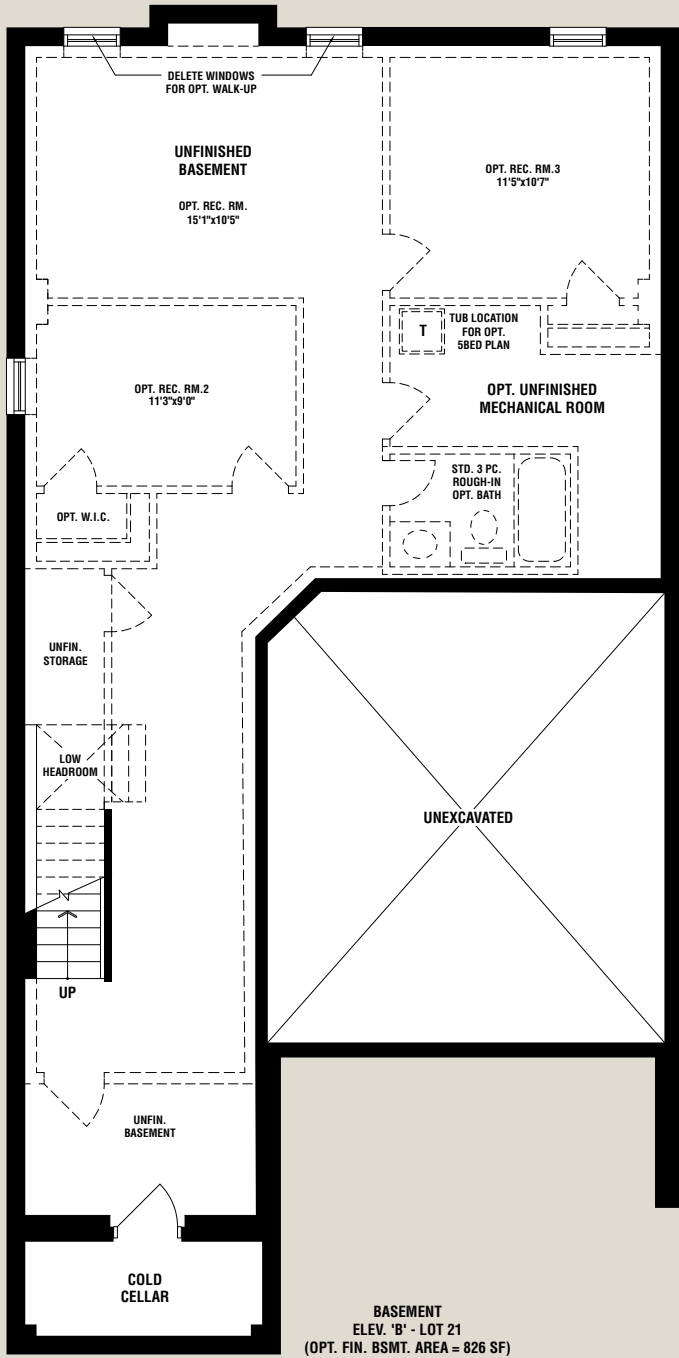 DELETE WINDOWS
FOR OPT. WALK-UP
UNFINISHED
BASEMENT
OPT. REC. RM.
15'1"x10'5"
OPT. REC. RM.3
11'5"x10'7"
T
TUB LOCATION
FOR OPT.
5BED PLAN
OPT. REC. RM.2
11'3"x9'0"
OPT. UNFINISHED
MECHANICAL ROOM
STD. 3 PC.
ROUGH-IN
OPT. BATH
OPT. W.I.C.
UNFIN.
STORAGE
LOW
HEADROOM
UNEXCAVATED
UP
UNFIN.
BASEMENT
COLD
CELLAR
BASEMENT
ELEV. 'B' - LOT 21
(OPT. FIN. BSMT. AREA = 826 SF)